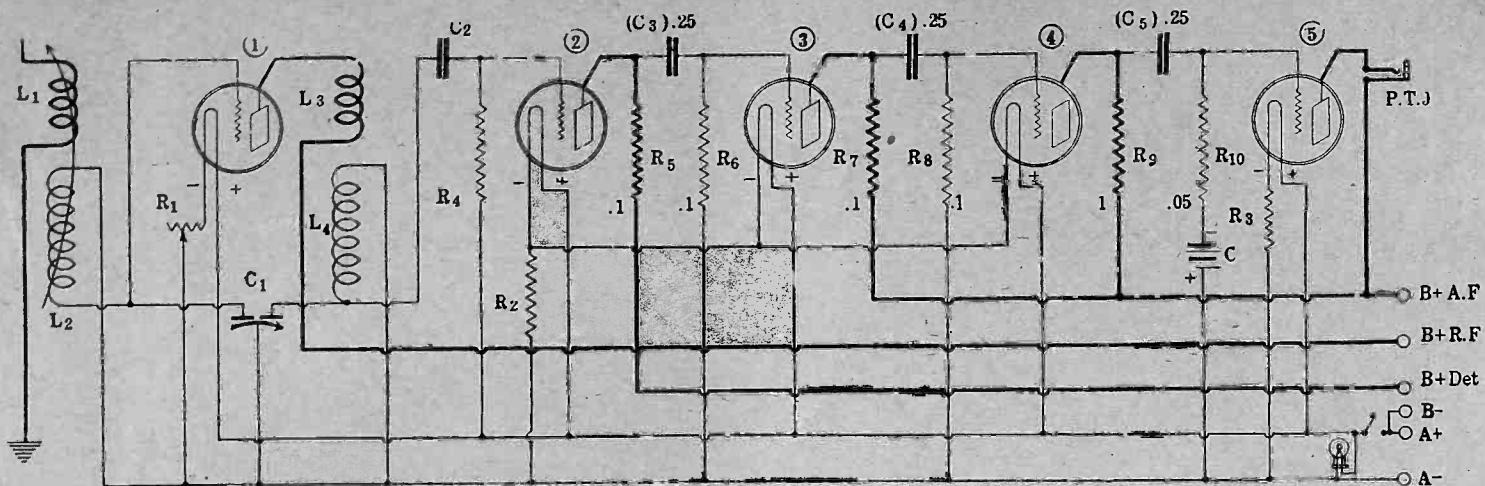 (C₃) .25
(C₄) .25
(C₅) .25
C2
①
②
③
④
⑤
L₁
L₃
P.T.J
R₁
-
+
L₄
R₄
-
+
R₅
R₆
-
+
R₇
R₈
±
R₉
R₁₀
-
+
.1
.1
.1
.1
1
.05
R₃
C₁
L₂
R₂
-
C
+
B+ A.F
B+ R.F
B+ Det
B-
A+
A-